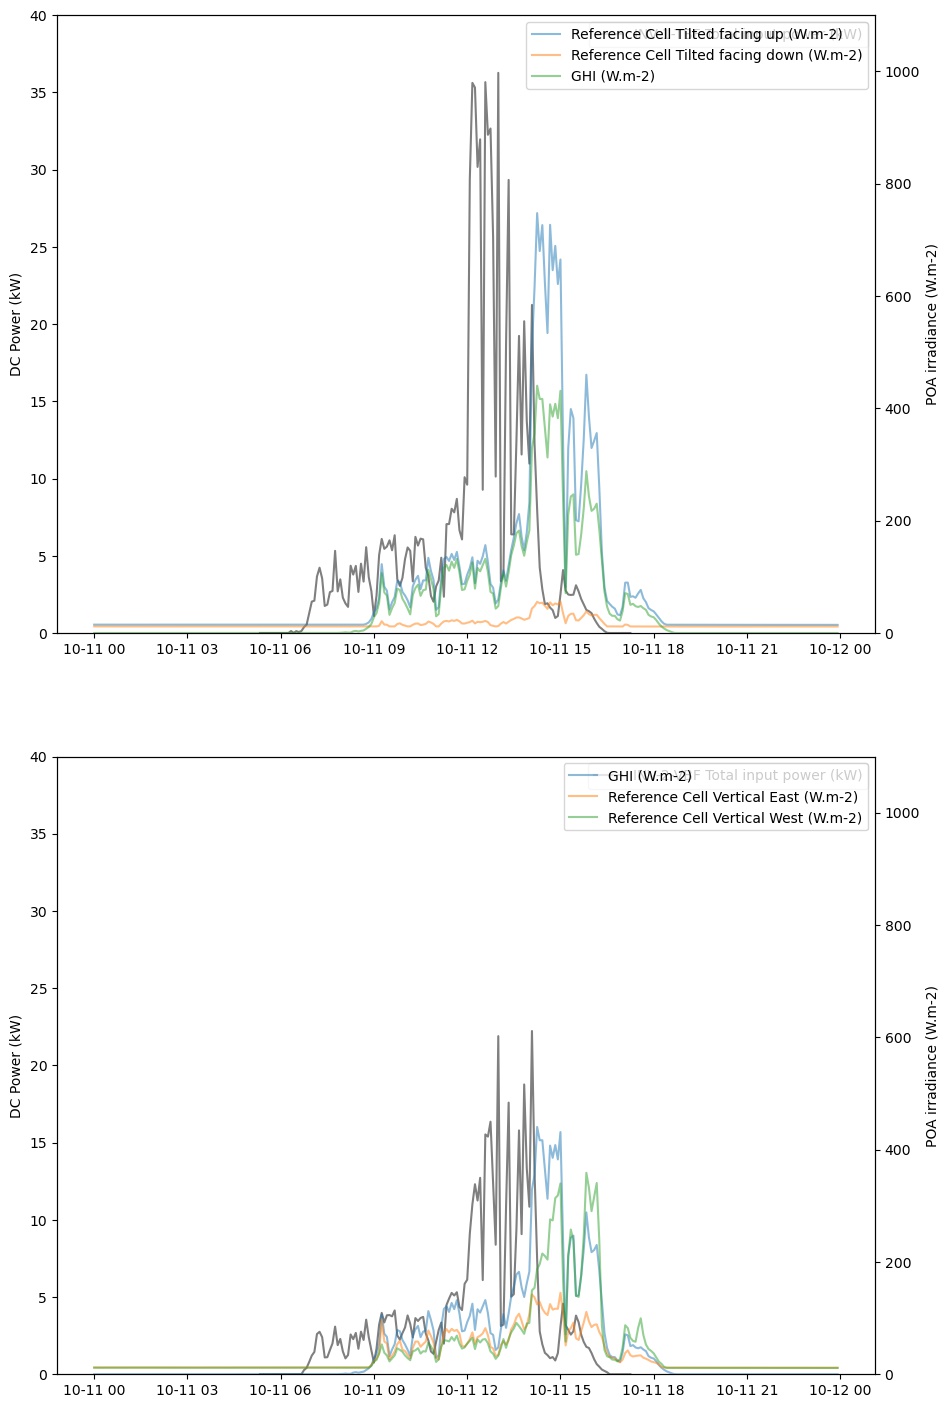 40
35
30
25
20
15
10
5
0
DC Power (kW)
Reference Cell Tilted facing up (W.m-2)
Reference Cell Tilted facing down (W.m-2)
GHI (W.m-2)
1000
800
600
400
200
0
POA irradiance (W.m-2)
10-11 00 10-11 03 10-11 06 10-11 09 10-11 12 10-11 15 10-11 18 10-11 21 10-12 00
40
35
30
25
20
15
10
5
0
DC Power (kW)
Total input power (kW)
GHI (W.m-2)
Reference Cell Vertical East (W.m-2)
Reference Cell Vertical West (W.m-2)
1000
800
600
400
200
0
POA irradiance (W.m-2)
10-11 00 10-11 03 10-11 06 10-11 09 10-11 12 10-11 15 10-11 18 10-11 21 10-12 00